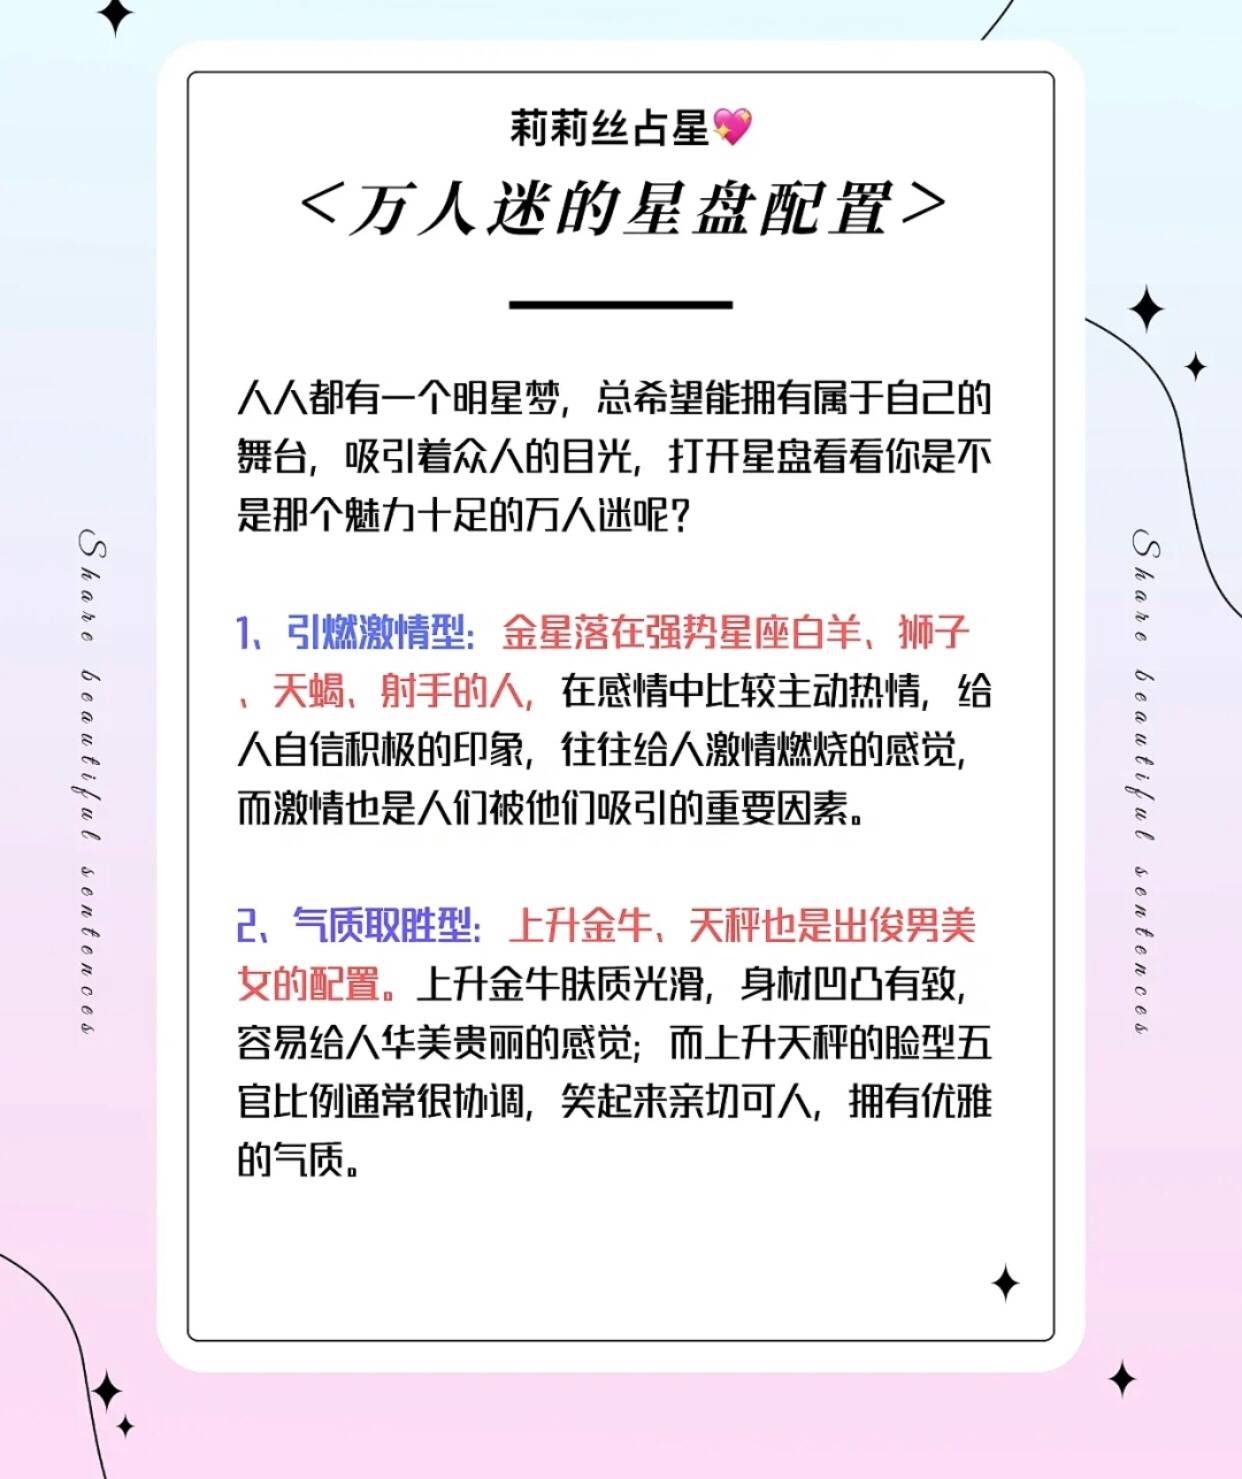 莉莉丝占星💖
<万人迷的星盘配置>
人人都有一个明星梦，总希望能拥有属于自己的
舞台，吸引着众人的目光，打开星盘看看你是不
是那个魅力十足的万人迷呢？
1、引燃激情型：金星落在强势星座白羊、狮子
、天蝎、射手的人，在感情中比较主动热情，给
人自信积极的印象，往往给人激情燃烧的感觉，
而激情也是人们被他们吸引的重要因素。
2、气质取胜型：上升金牛、天秤也是出俊男美
女的配置。上升金牛肤质光滑，身材凹凸有致，
容易给人华美贵丽的感觉；而上升天秤的脸型五
官比例通常很协调，笑起来亲切可人，拥有优雅
的气质。
Share beautiful sentences
Share beautiful sentences